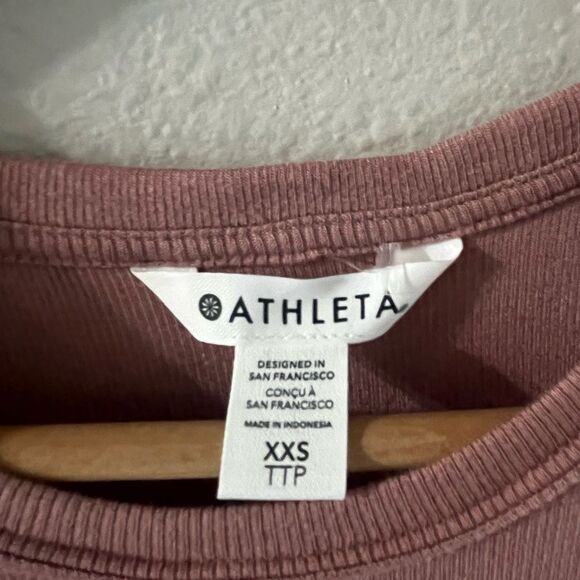 ATHLETA
DESIGNED IN
SAN FRANCISCO
CONÇU À
SAN FRANCISCO
MADE IN INDONESIA
XXS
TTP